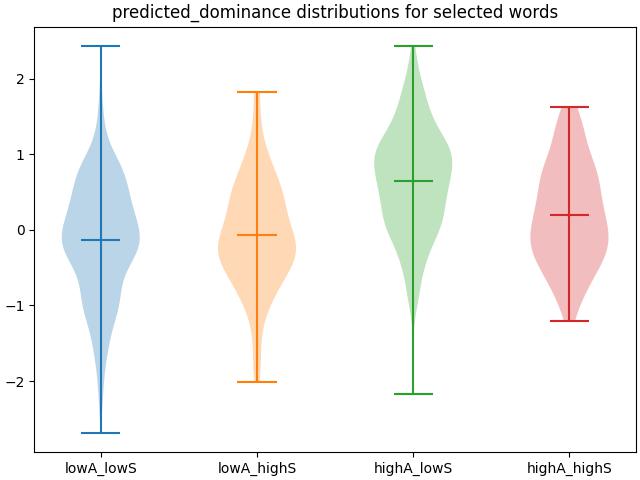 predicted_dominance distributions for selected words
2
1
0
−1
−2
lowA_lowS lowA_highS highA_lowS highA_highS